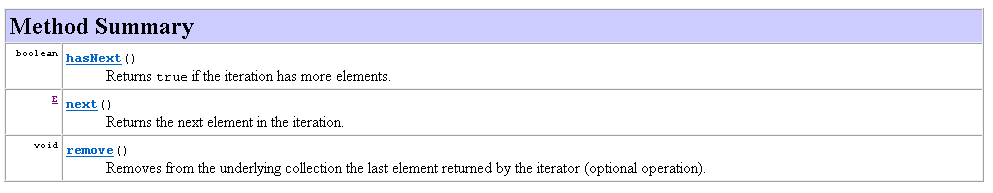 Method Summary
boolean hasNext()
Returns true if the iteration has more elements.
E next()
Returns the next element in the iteration.
void remove()
Removes from the underlying collection the last element returned by the iterator (optional operation).